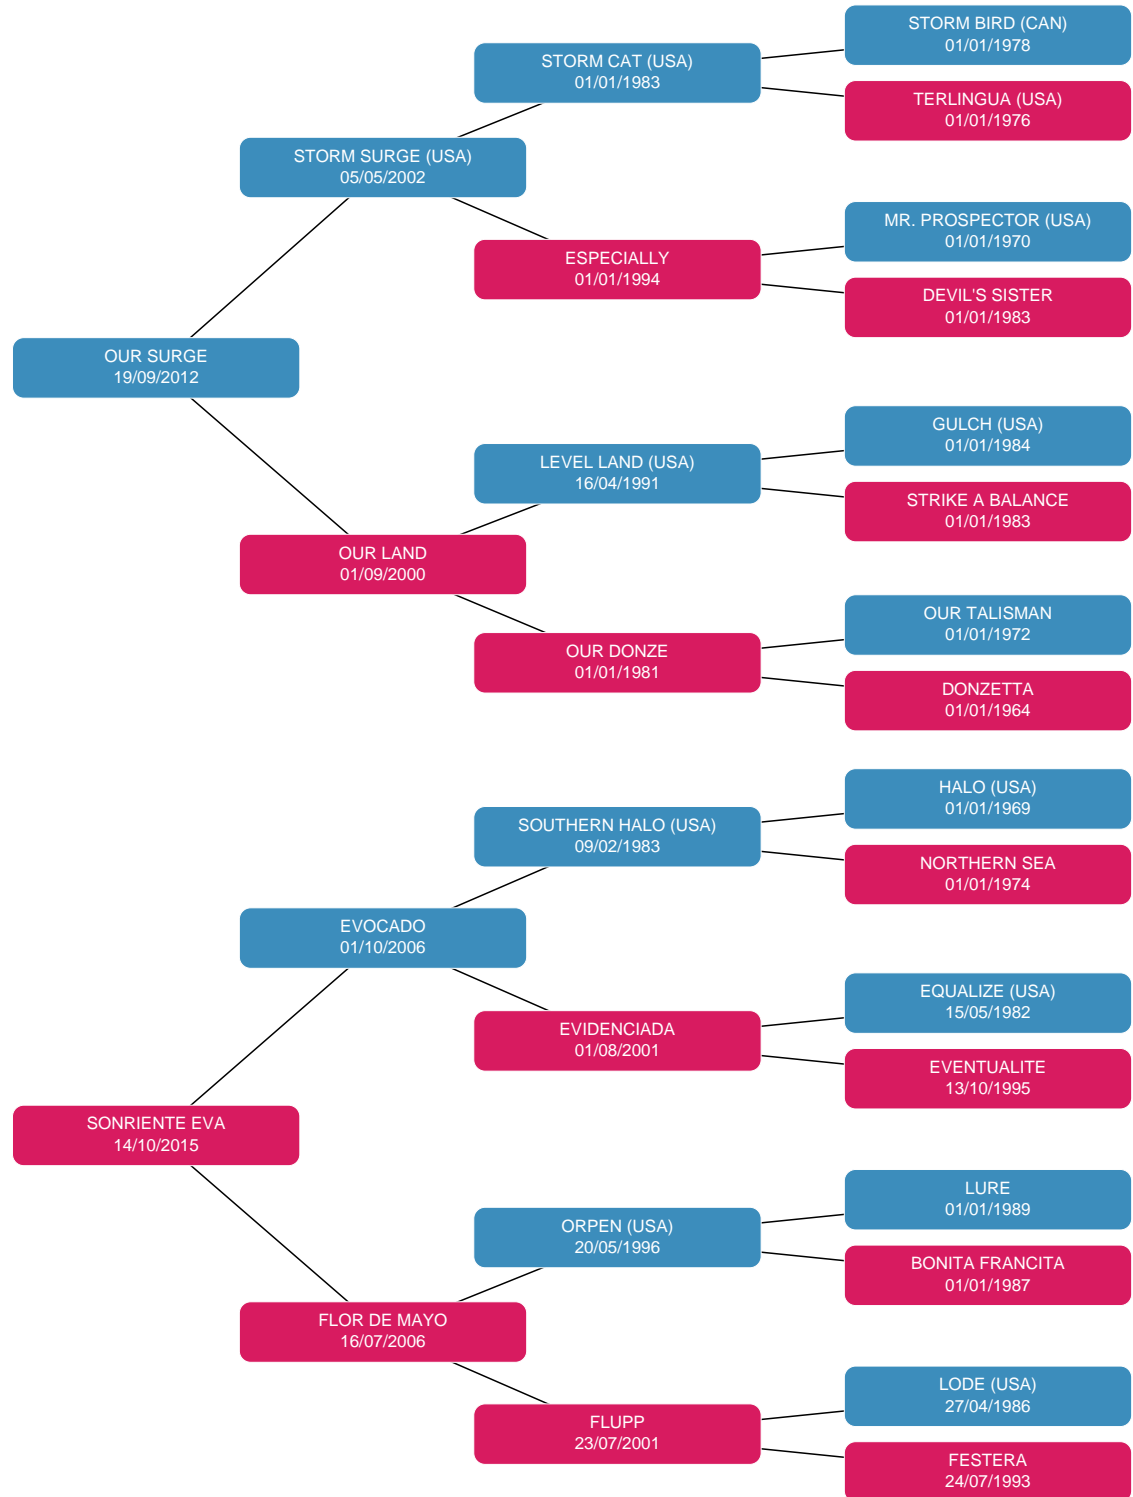 STORM BIRD (CAN)
01/01/1978
STORM CAT (USA)
01/01/1983
TERLINGUA (USA)
01/01/1976
STORM SURGE (USA)
05/05/2002
MR. PROSPECTOR (USA)
01/01/1970
ESPECIALLY
01/01/1994
DEVIL'S SISTER
01/01/1983
OUR SURGE
19/09/2012
GULCH (USA)
01/01/1984
LEVEL LAND (USA)
16/04/1991
STRIKE A BALANCE
01/01/1983
OUR LAND
01/09/2000
OUR TALISMAN
01/01/1972
OUR DONZE
01/01/1981
DONZETTA
01/01/1964
HALO (USA)
01/01/1969
SOUTHERN HALO (USA)
09/02/1983
NORTHERN SEA
01/01/1974
EVOCADO
01/10/2006
EQUALIZE (USA)
15/05/1982
EVIDENCIADA
01/08/2001
EVENTUALITE
13/10/1995
SONRIENTE EVA
14/10/2015
LURE
01/01/1989
ORPEN (USA)
20/05/1996
BONITA FRANCITA
01/01/1987
FLOR DE MAYO
16/07/2006
LODE (USA)
27/04/1986
FLUPP
23/07/2001
FESTERA
24/07/1993